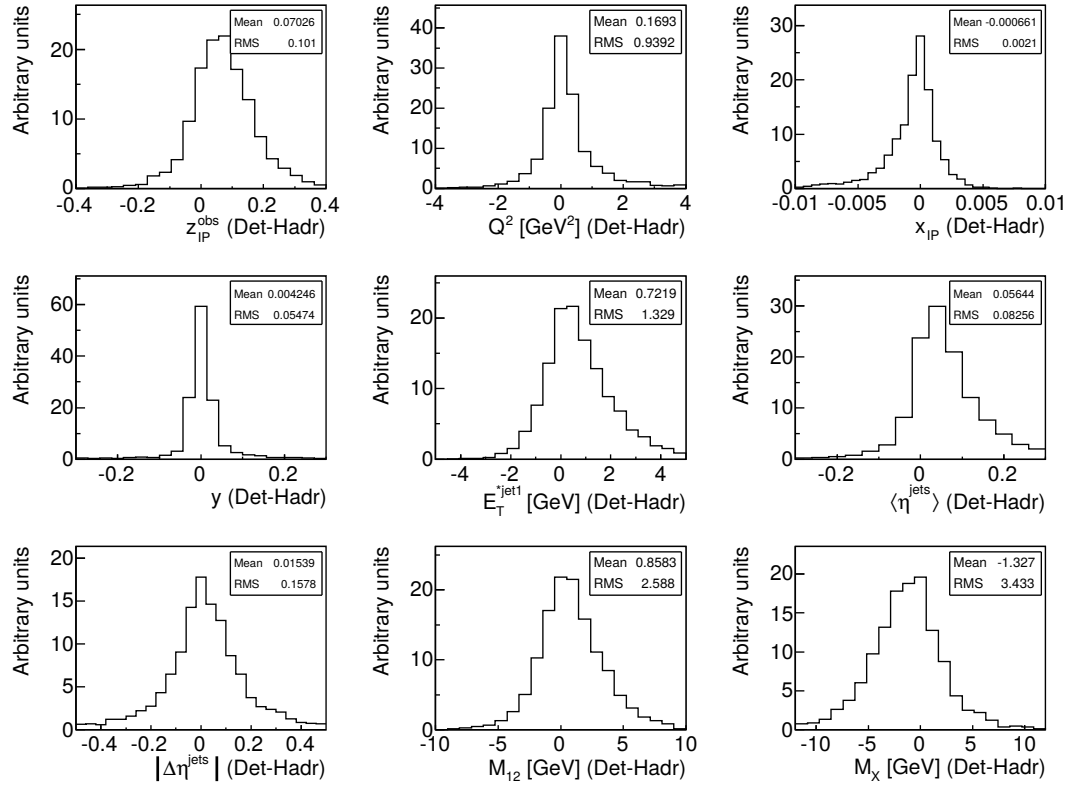 Arbitrary units
Mean 0.07026
RMS 0.101
20
10
0
-0.4 -0.2 0 0.2 0.4
z_IP^obs (Det-Hadr)
Arbitrary units
Mean 0.1693
RMS 0.9392
40
30
20
10
0
-4 -2 0 2 4
Q² [GeV²] (Det-Hadr)
Arbitrary units
Mean -0.000661
RMS 0.0021
30
20
10
0
-0.01 -0.005 0 0.005 0.01
x_IP (Det-Hadr)
Arbitrary units
Mean 0.004246
RMS 0.05474
60
40
20
0
-0.2 0 0.2
y (Det-Hadr)
Arbitrary units
Mean 0.7219
RMS 1.329
20
10
0
-4 -2 0 2 4
E_T^*jet1 [GeV] (Det-Hadr)
Arbitrary units
Mean 0.05644
RMS 0.08256
30
20
10
0
-0.2 -0.1 0 0.1 0.2
⟨η^jets⟩ (Det-Hadr)
Arbitrary units
Mean 0.01539
RMS 0.1578
20
15
10
5
0
-0.4 -0.2 0 0.2 0.4
|Δη^jets| (Det-Hadr)
Arbitrary units
Mean 0.8583
RMS 2.588
20
10
0
-10 -5 0 5 10
M_12 [GeV] (Det-Hadr)
Arbitrary units
Mean -1.327
RMS 3.433
20
15
10
5
0
-10 -5 0 5 10
M_X [GeV] (Det-Hadr)